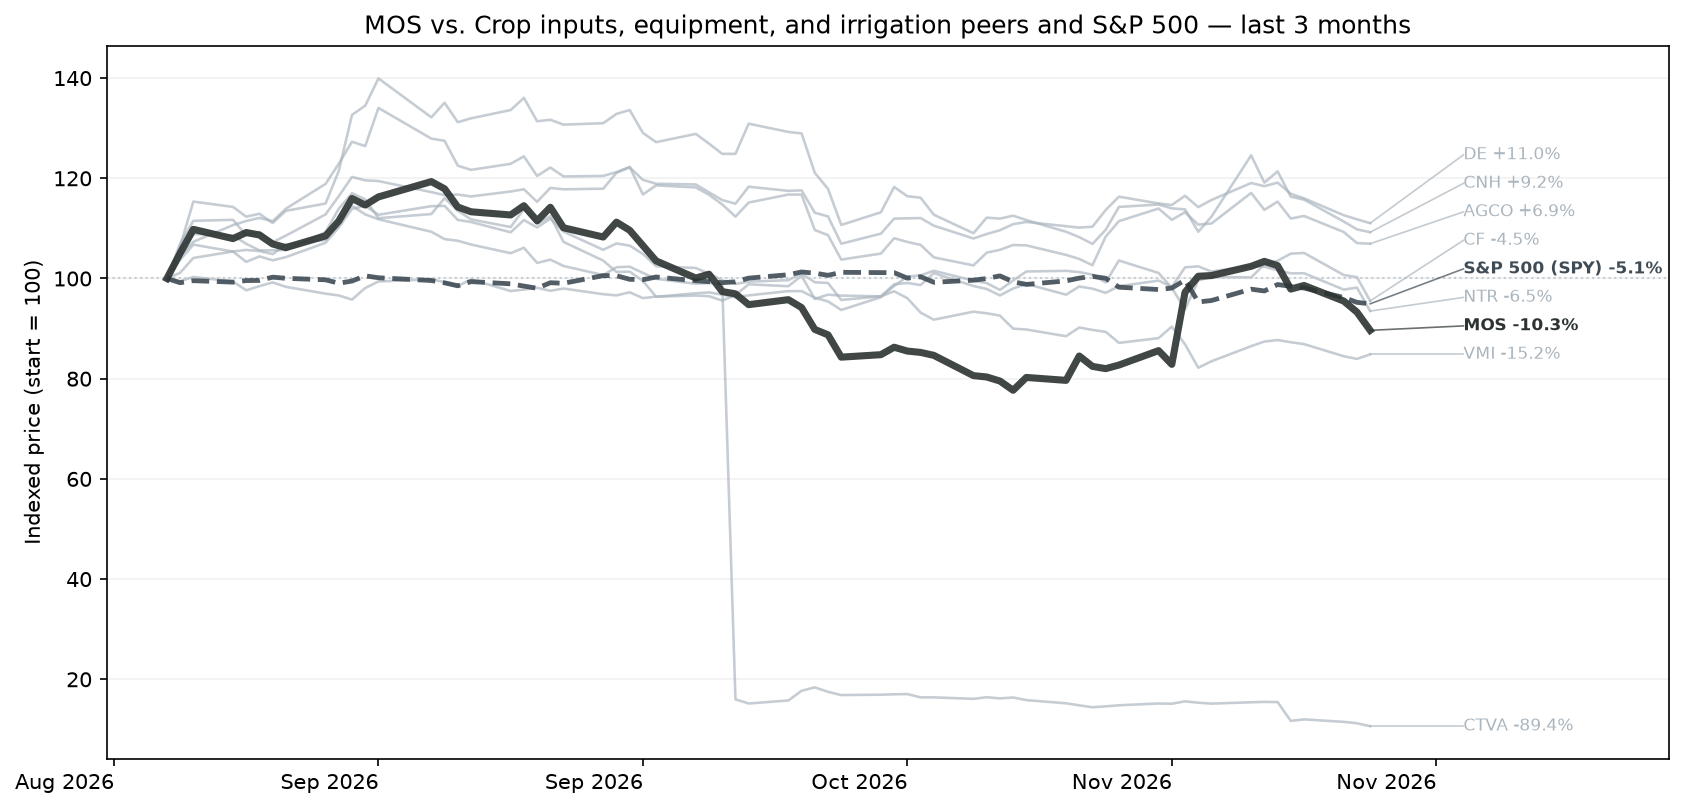 MOS vs. Crop inputs, equipment, and irrigation peers and S&P 500 — last 3 months
Indexed price (start = 100)
140
120
100
80
60
40
20
DE +11.0%
CNH +9.2%
AGCO +6.9%
CF -4.5%
S&P 500 (SPY) -5.1%
NTR -6.5%
MOS -10.3%
VMI -15.2%
CTVA -89.4%
Aug 2026
Sep 2026
Sep 2026
Oct 2026
Nov 2026
Nov 2026